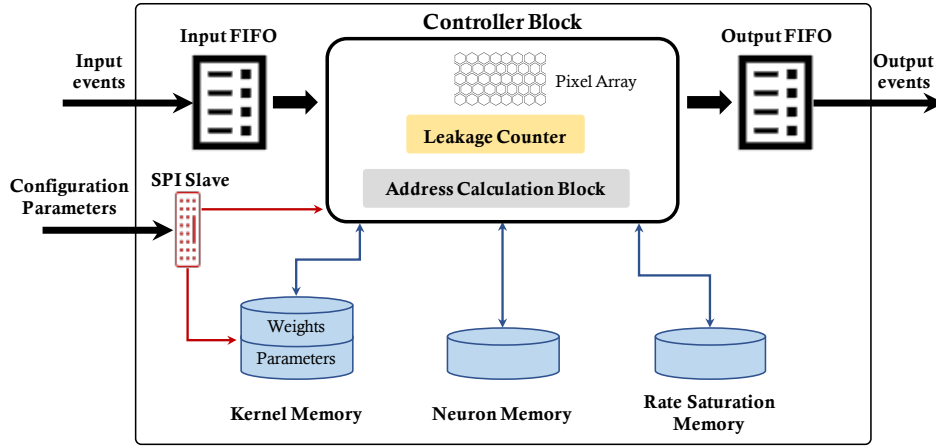 Controller Block
Input FIFO
Output FIFO
Input
events
Output
events
Pixel Array
Leakage Counter
Address Calculation Block
SPI Slave
Configuration
Parameters
Weights
Parameters
Kernel Memory
Neuron Memory
Rate Saturation
Memory